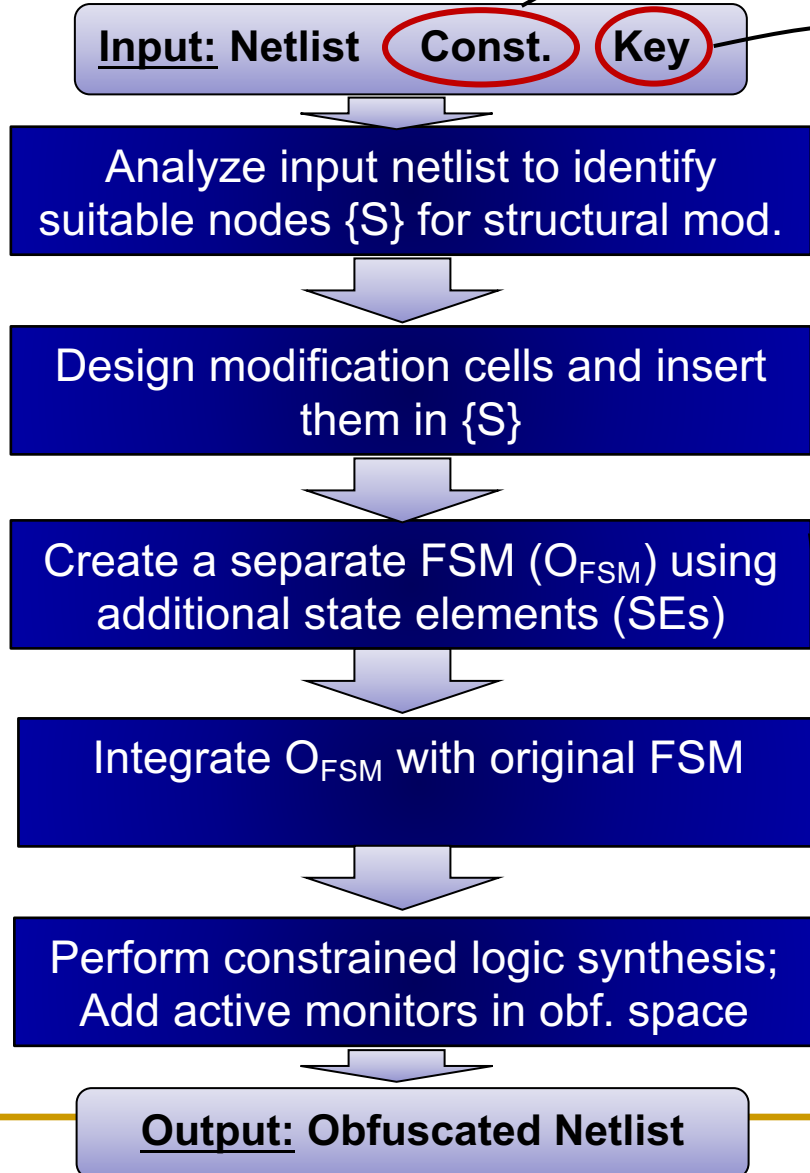 Input: Netlist Const. Key
Analyze input netlist to identify
suitable nodes {S} for structural mod.
Design modification cells and insert
them in {S}
Create a separate FSM (OFSM) using
additional state elements (SEs)
Integrate OFSM with original FSM
Perform constrained logic synthesis;
Add active monitors in obf. space
Output: Obfuscated Netlist